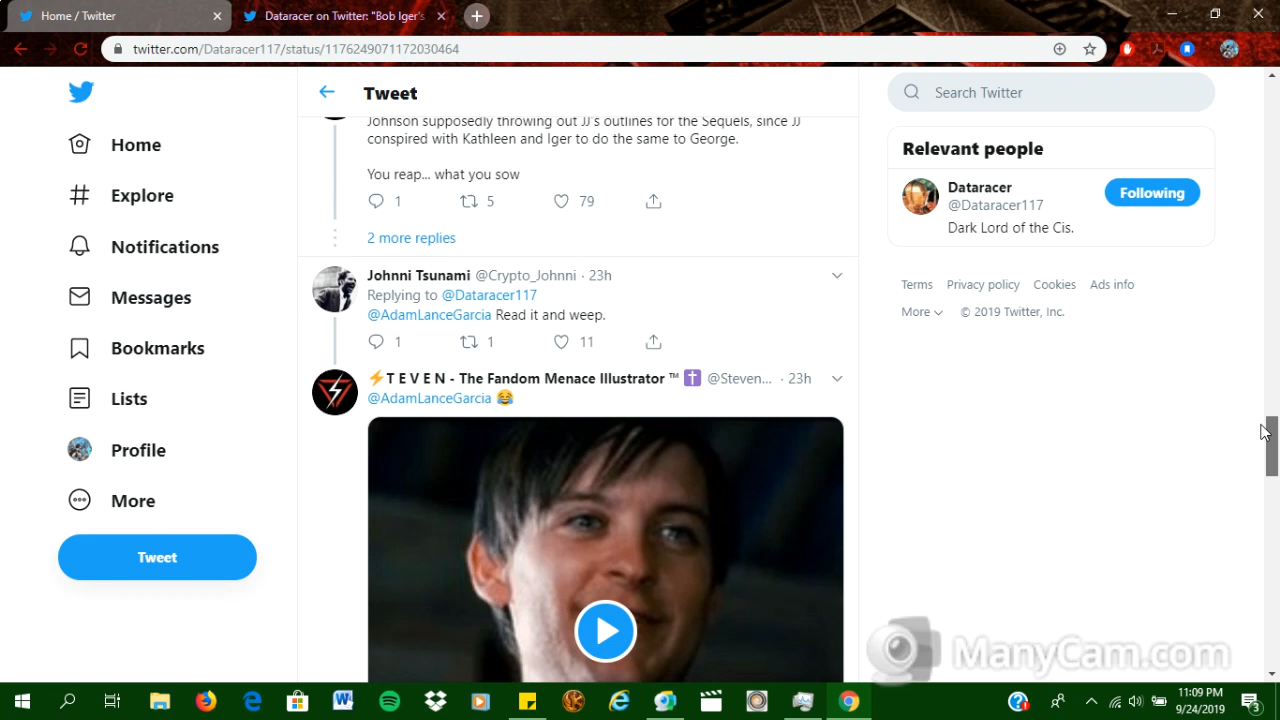 Home / Twitter
Dataracer on Twitter: "Bob Iger's
twitter.com/Dataracer117/status/1176249071172030464
Tweet
Search Twitter
Home
Explore
Notifications
Messages
Bookmarks
Lists
Profile
More
Tweet
Johnson supposedly throwing out JJ's outlines for the Sequels, since JJ
conspired with Kathleen and Iger to do the same to George.
You reap... what you sow
1 5 79
2 more replies
Johnni Tsunami @Crypto_Johnni · 23h
Replying to @Dataracer117
@AdamLanceGarcia Read it and weep.
1 1 11
⚡T E V E N - The Fandom Menace Illustrator ™ ✝️ @Steven... · 23h
@AdamLanceGarcia 😂
Relevant people
Dataracer
@Dataracer117
Following
Dark Lord of the Cis.
Terms Privacy policy Cookies Ads info
More © 2019 Twitter, Inc.
ManyCam.com
11:09 PM
9/24/2019
3